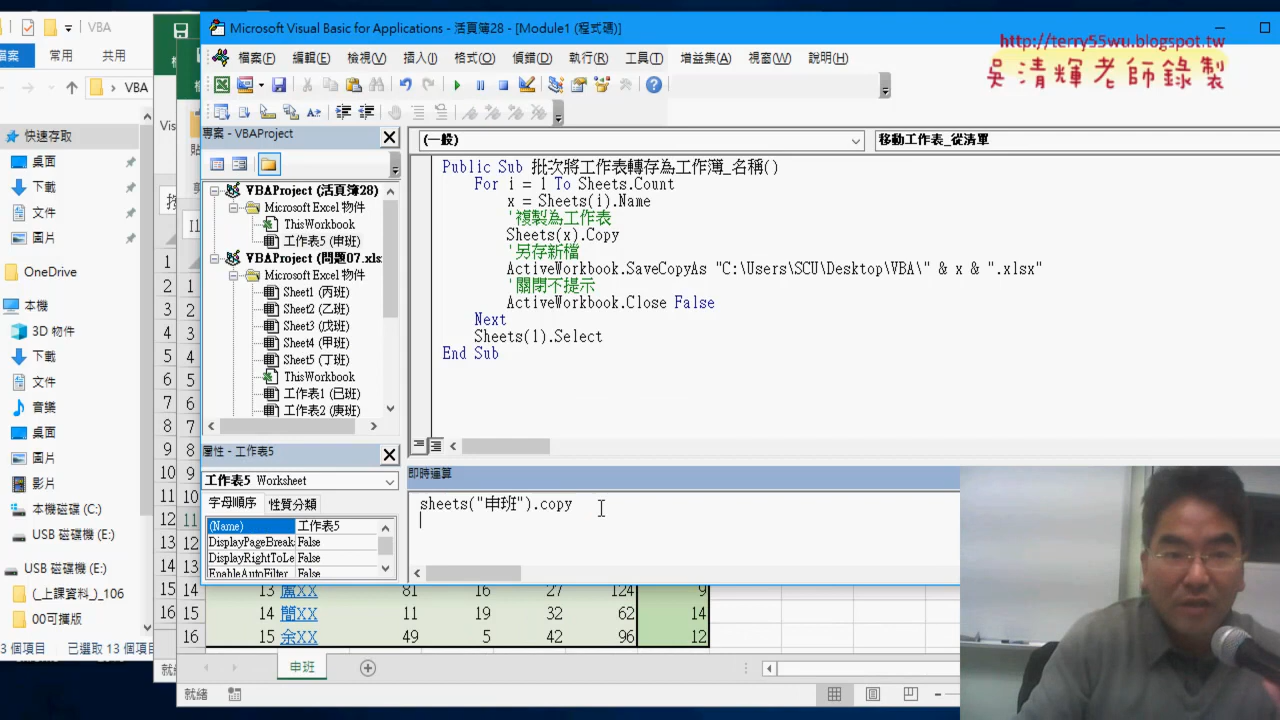 VBA
Microsoft Visual Basic for Applications - 活頁簿28 - [Module1 (程式碼)]
http://terry55wu.blogspot.tw
吳清輝老師錄製
檔案(F) 編輯(E) 檢視(V) 插入(I) 格式(O) 偵錯(D) 執行(R) 工具(T) 增益集(A) 視窗(W) 說明(H)
檔案 常用 共用
VBA
專案 - VBAProject
(一般)
移動工作表_從清單
快速存取
桌面
下載
文件
圖片
OneDrive
本機
3D 物件
下載
文件
音樂
桌面
圖片
影片
本機磁碟 (C:)
USB 磁碟機 (E:)
USB 磁碟機 (E:)
(_上課資料_)_106
00可攜版
3 個項目 已選取 13 個項目
VBAProject (活頁簿28)
Microsoft Excel 物件
ThisWorkbook
工作表5 (申班)
VBAProject (問題07.xls
Microsoft Excel 物件
Sheet1 (丙班)
Sheet2 (乙班)
Sheet3 (戊班)
Sheet4 (甲班)
Sheet5 (丁班)
ThisWorkbook
工作表1 (己班)
工作表2 (庚班)
Public Sub 批次將工作表轉存為工作簿_名稱()
For i = 1 To Sheets.Count
x = Sheets(i).Name
'複製為工作表
Sheets(x).Copy
'另存新檔
ActiveWorkbook.SaveCopyAs "C:\Users\SCU\Desktop\VBA\" & x & ".xlsx"
'關閉不提示
ActiveWorkbook.Close False
Next
Sheets(1).Select
End Sub
屬性 - 工作表5
工作表5 Worksheet
字母順序 性質分類
(Name) 工作表5
DisplayPageBreak False
DisplayRightToLe False
EnableAutoFilter False
即時運算
sheets("申班").copy
14 13 盧XX 81 16 27 124 9
15 14 簡XX 11 19 32 62 14
16 15 余XX 49 5 42 96 12
申班
就緒